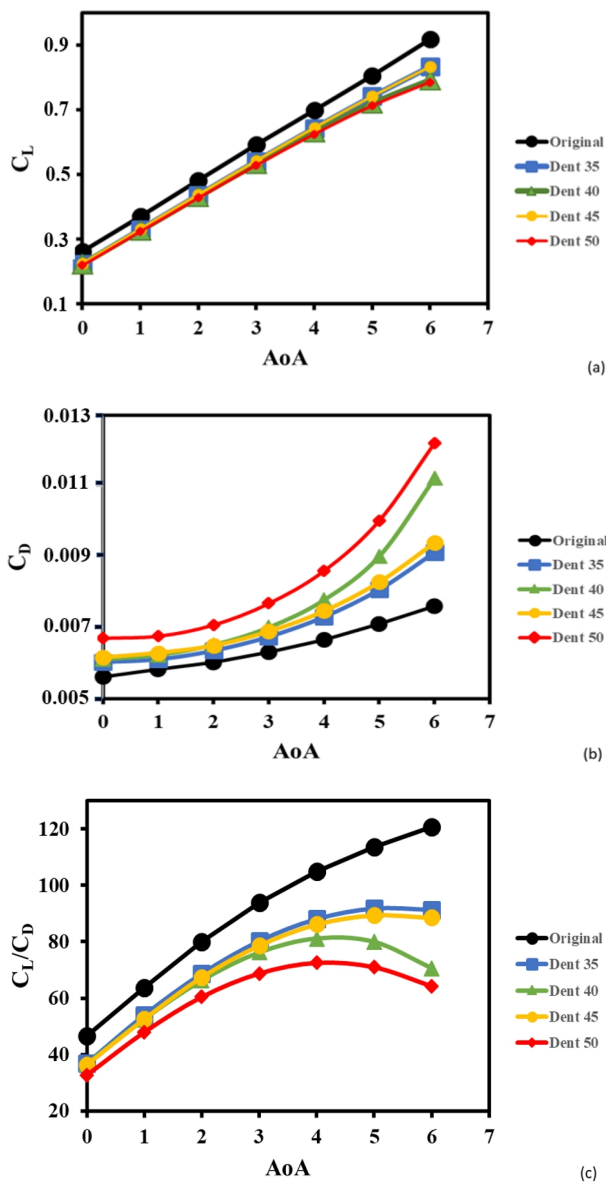 0.9
0.7
0.5
0.3
0.1
C_L
0 1 2 3 4 5 6 7
AoA
Original
Dent 35
Dent 40
Dent 45
Dent 50
(a)
0.013
0.011
0.009
0.007
0.005
C_D
0 1 2 3 4 5 6 7
AoA
Original
Dent 35
Dent 40
Dent 45
Dent 50
(b)
120
100
80
60
40
20
C_L/C_D
0 1 2 3 4 5 6 7
AoA
Original
Dent 35
Dent 40
Dent 45
Dent 50
(c)